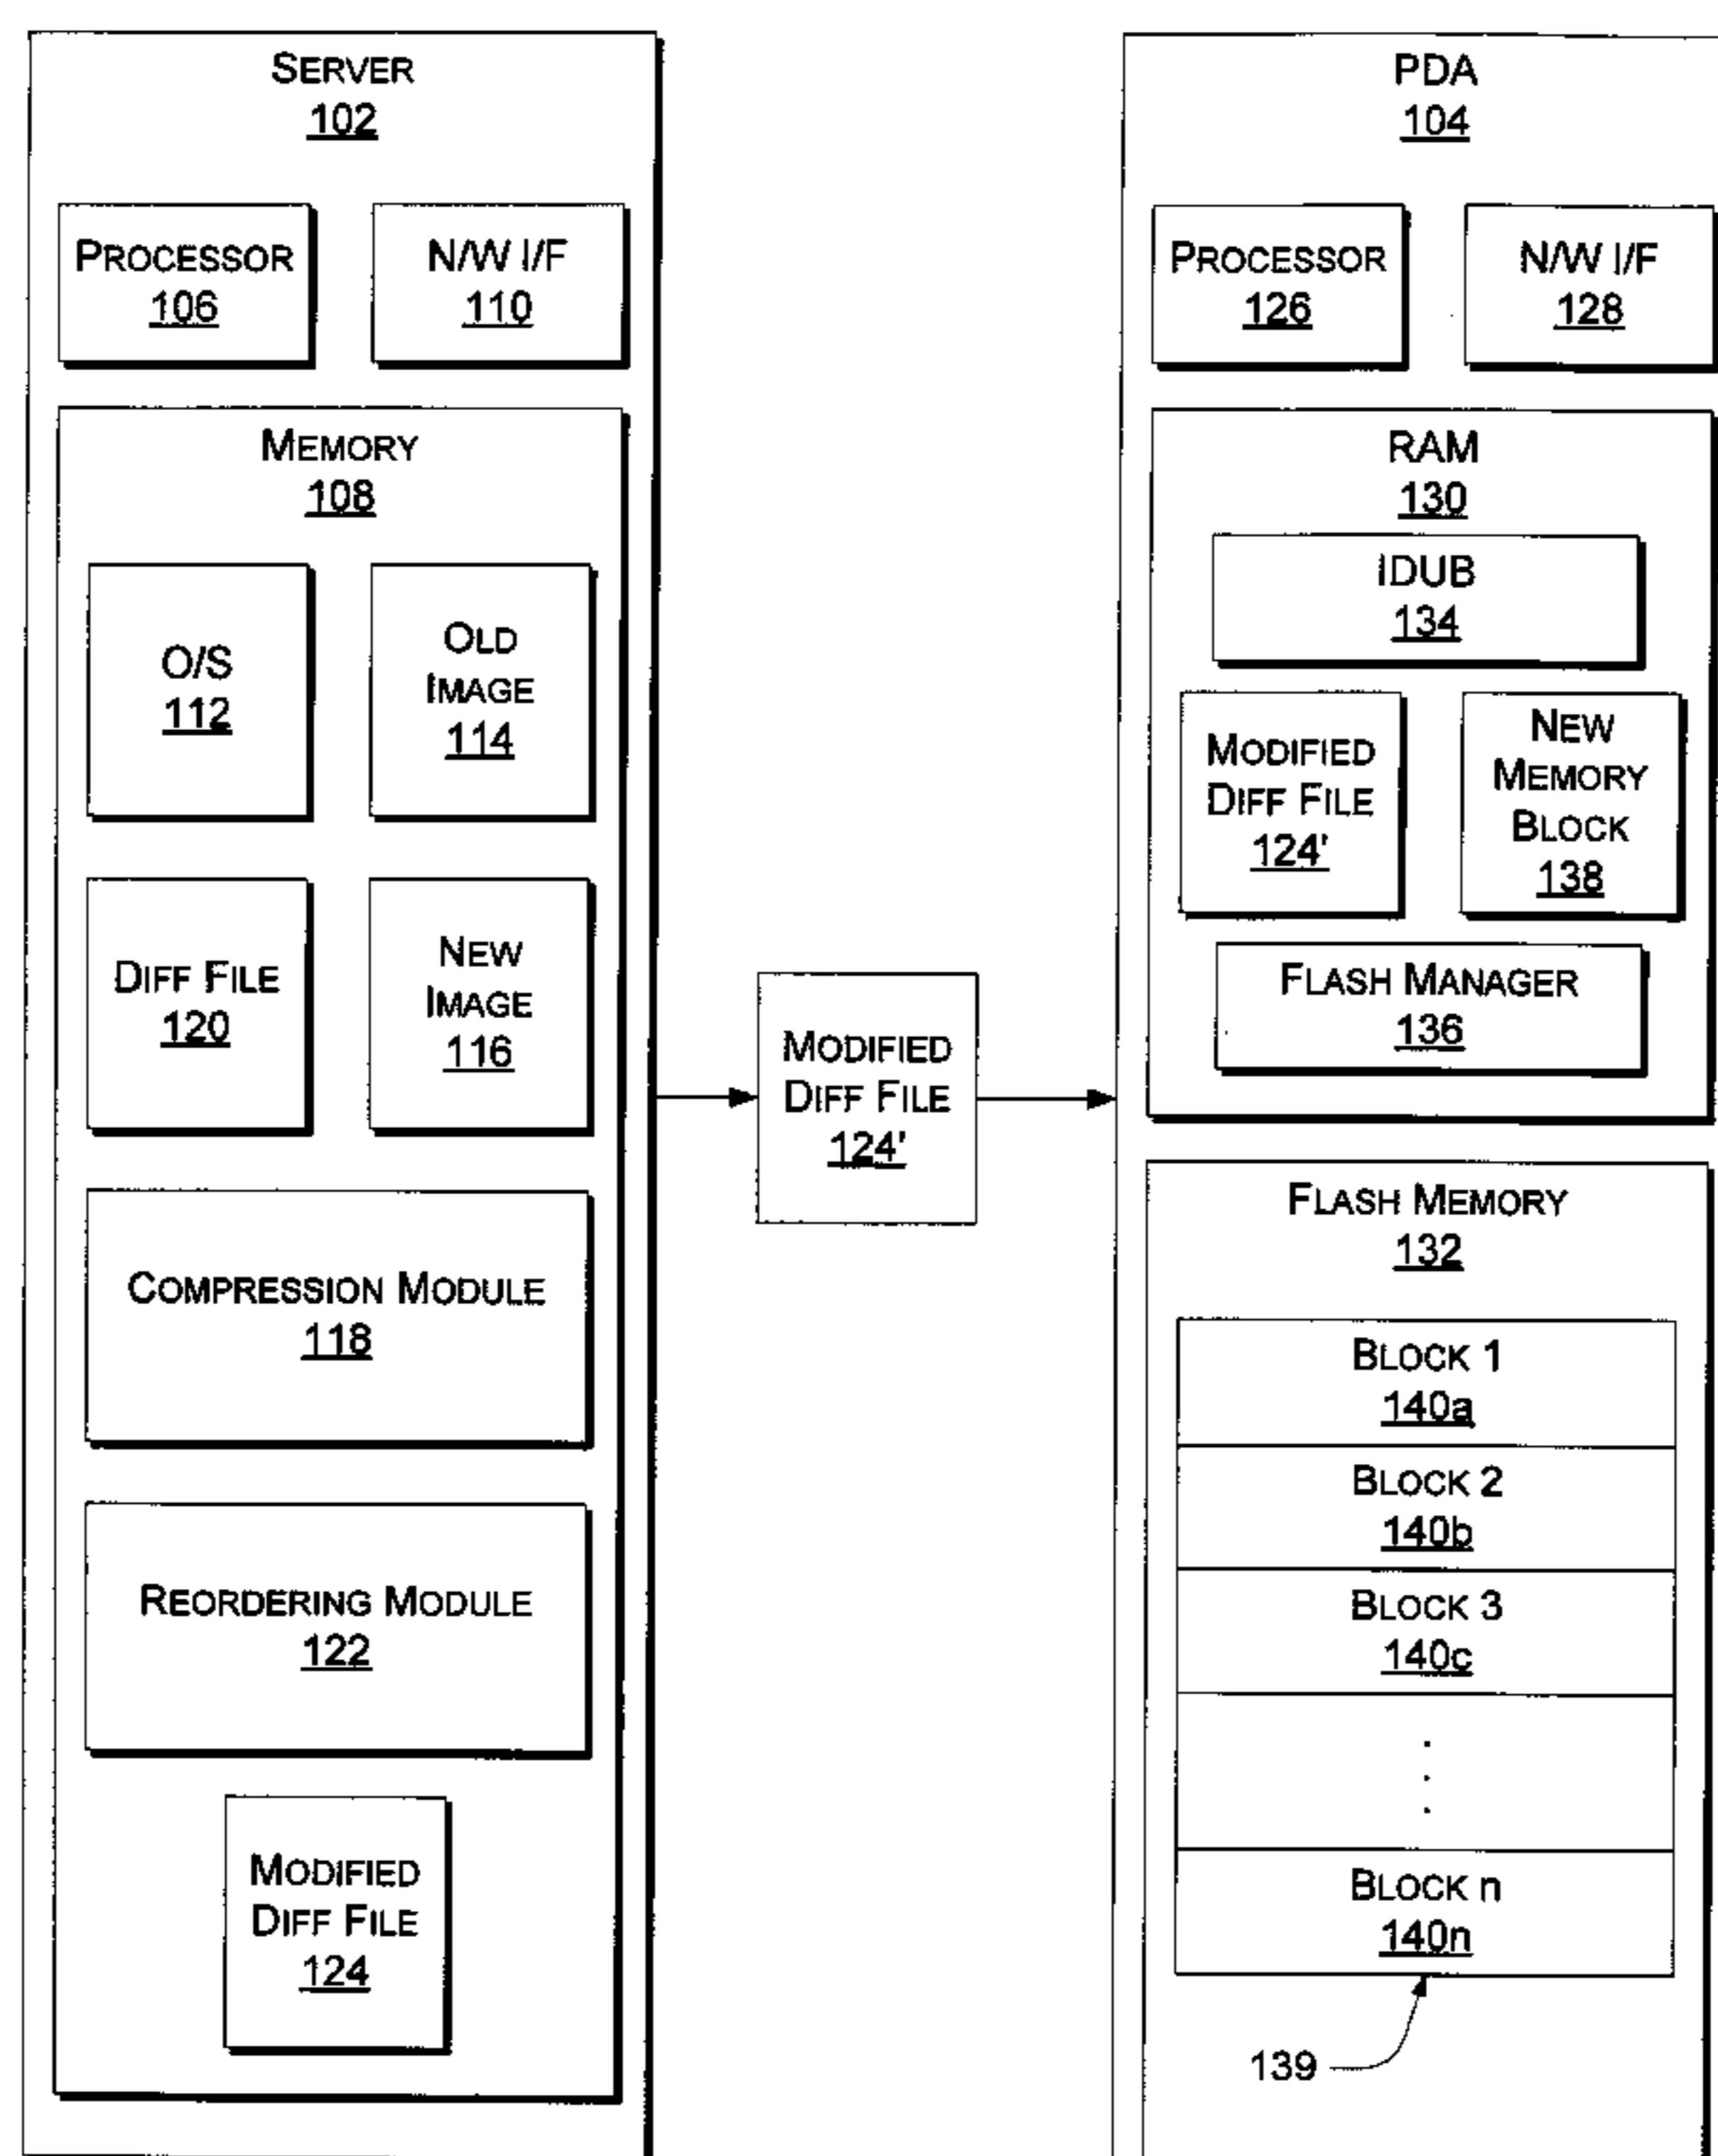 SERVER
102
PROCESSOR
106
N/W I/F
110
MEMORY
108
O/S
112
OLD
IMAGE
114
DIFF FILE
120
NEW
IMAGE
116
COMPRESSION MODULE
118
REORDERING MODULE
122
MODIFIED
DIFF FILE
124
MODIFIED
DIFF FILE
124'
PDA
104
PROCESSOR
126
N/W I/F
128
RAM
130
IDUB
134
MODIFIED
DIFF FILE
124'
NEW
MEMORY
BLOCK
138
FLASH MANAGER
136
FLASH MEMORY
132
BLOCK 1
140a
BLOCK 2
140b
BLOCK 3
140c
BLOCK n
140n
139